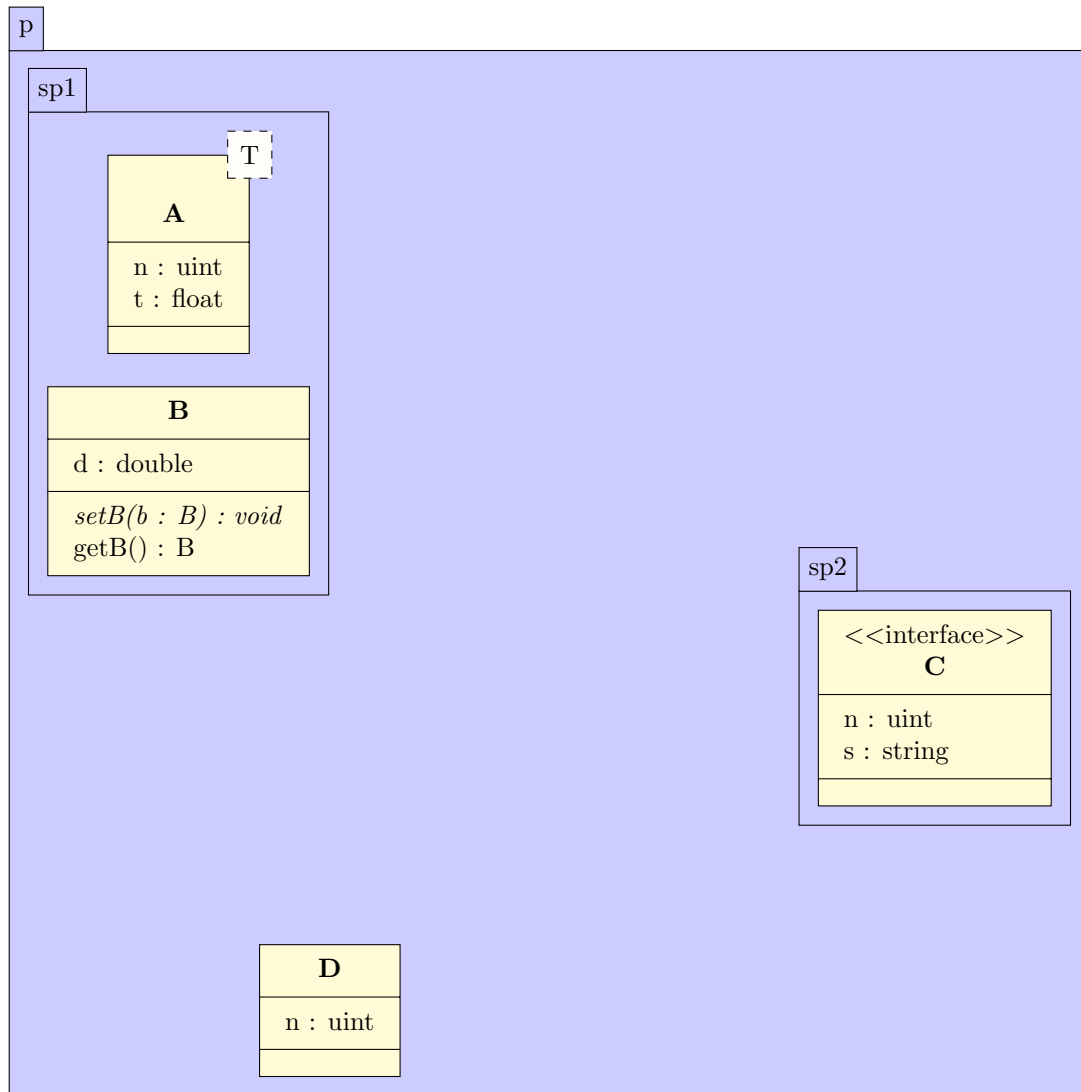 p
sp1
T
A
n : uint
t : float
B
d : double
setB(b : B) : void
getB() : B
sp2
<<interface>>
C
n : uint
s : string
D
n : uint